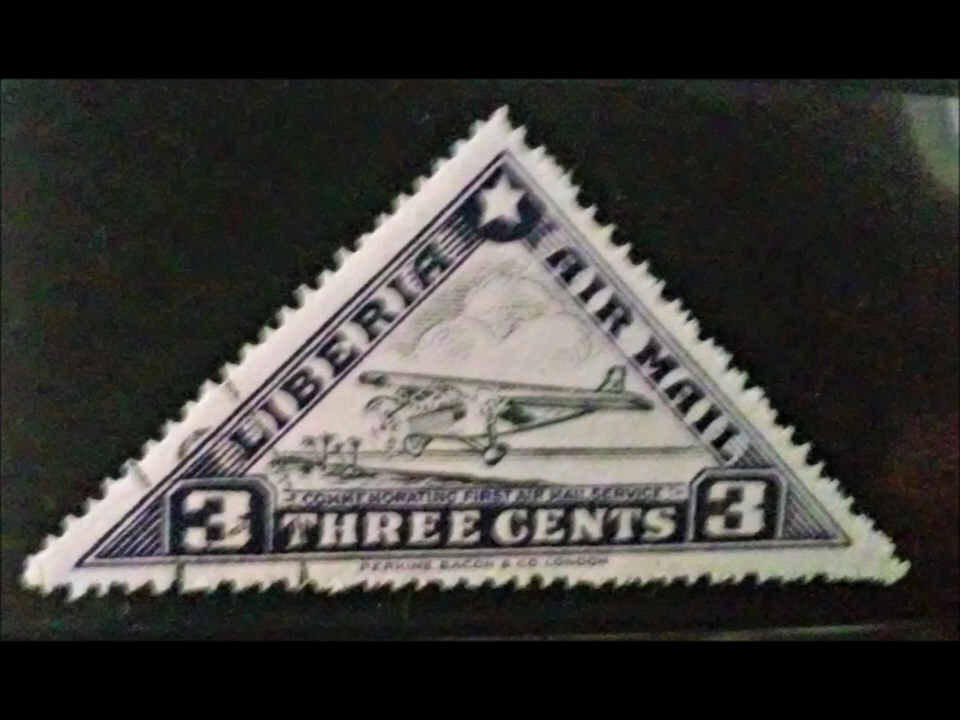 LIBERIA
AIR MAIL
COMMEMORATING FIRST AIR MAIL SERVICE
3 THREE CENTS 3
PERKINS BACON & CO LONDON